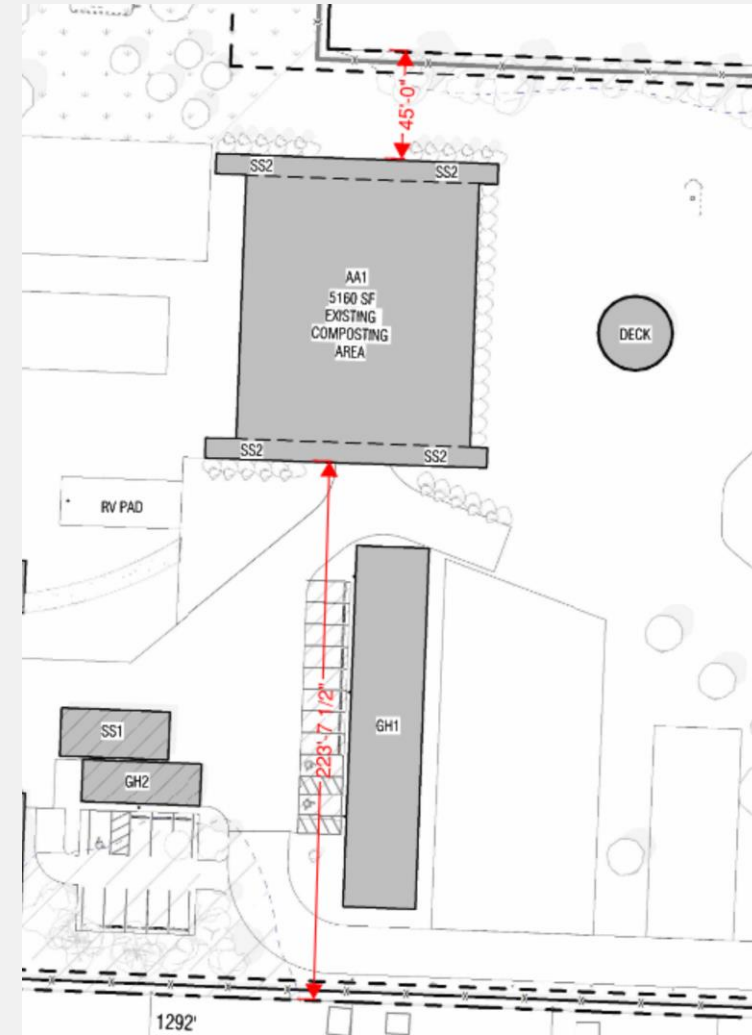 45'-0"
SS2
SS2
AA1
5160 SF
EXISTING
COMPOSTING
AREA
DECK
SS2
SS2
RV PAD
223'-7 1/2"
SS1
GH1
GH2
1292'